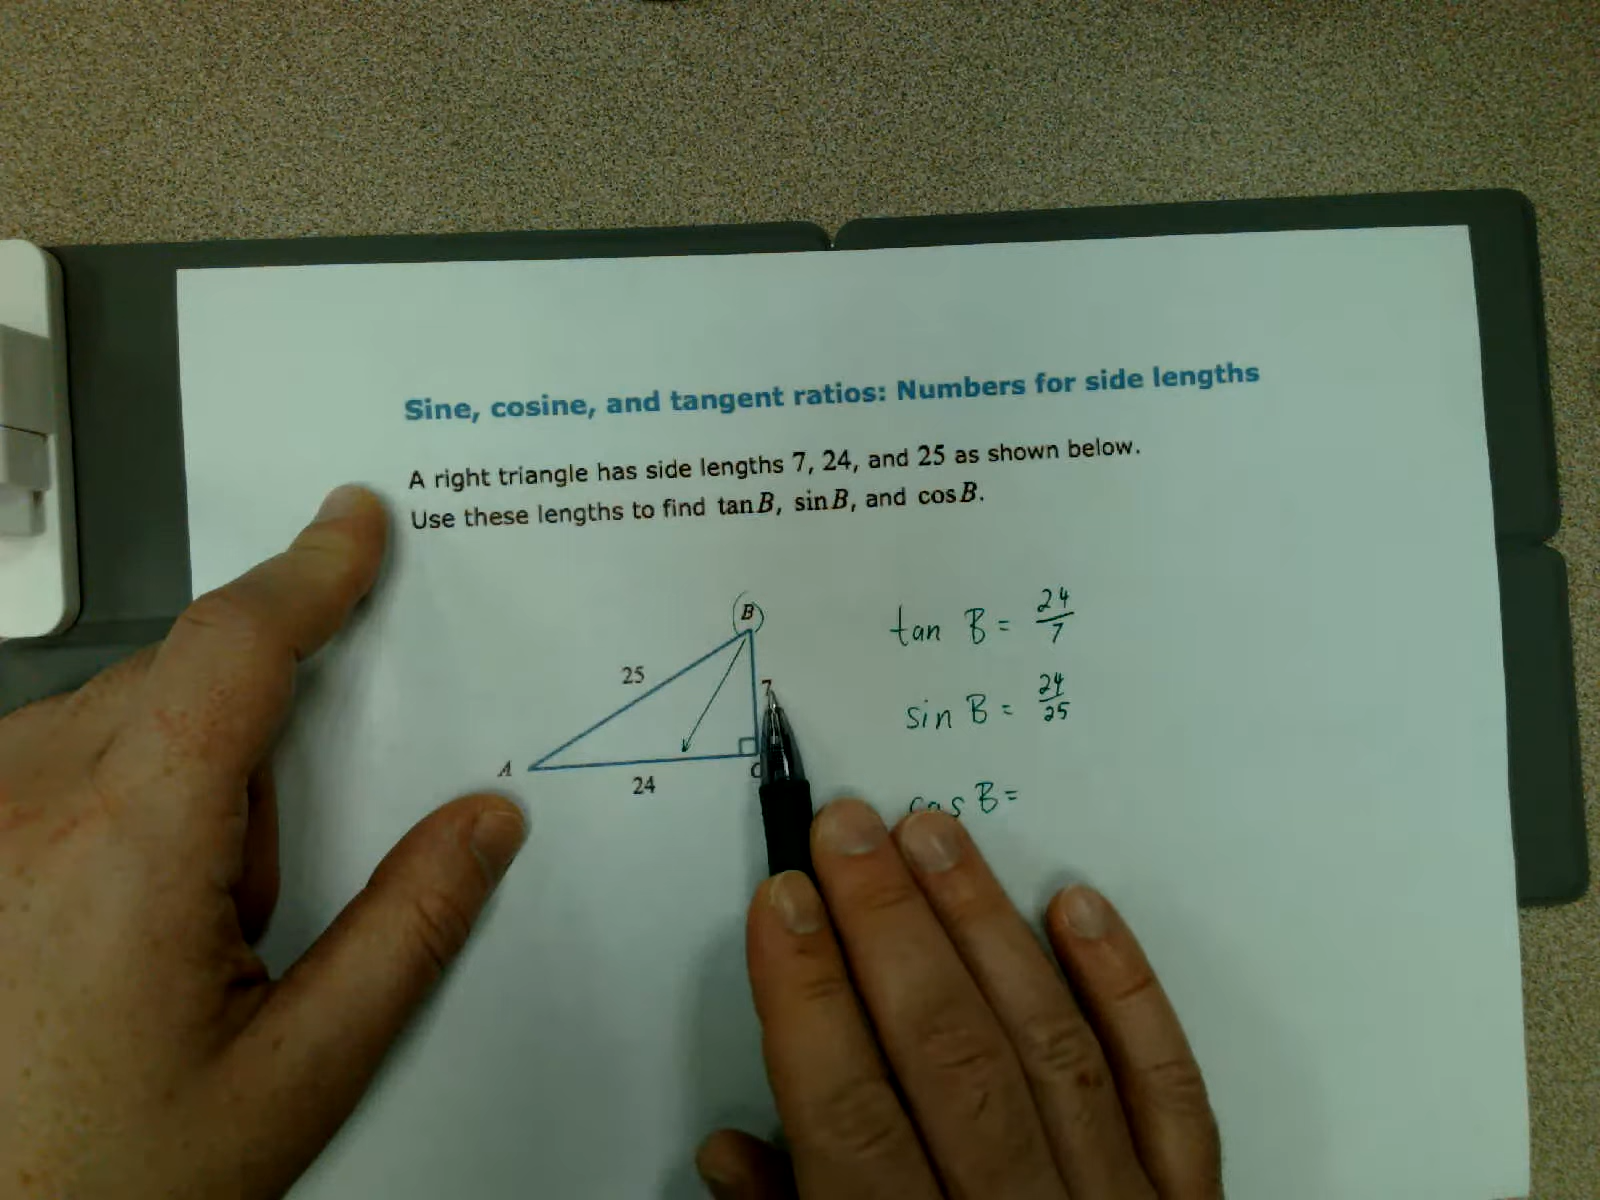 Sine, cosine, and tangent ratios: Numbers for side lengths
A right triangle has side lengths 7, 24, and 25 as shown below.
Use these lengths to find tan B, sin B, and cos B.
B
25
7
A
C
24
tan B = 24/7
sin B = 24/25
cos B =